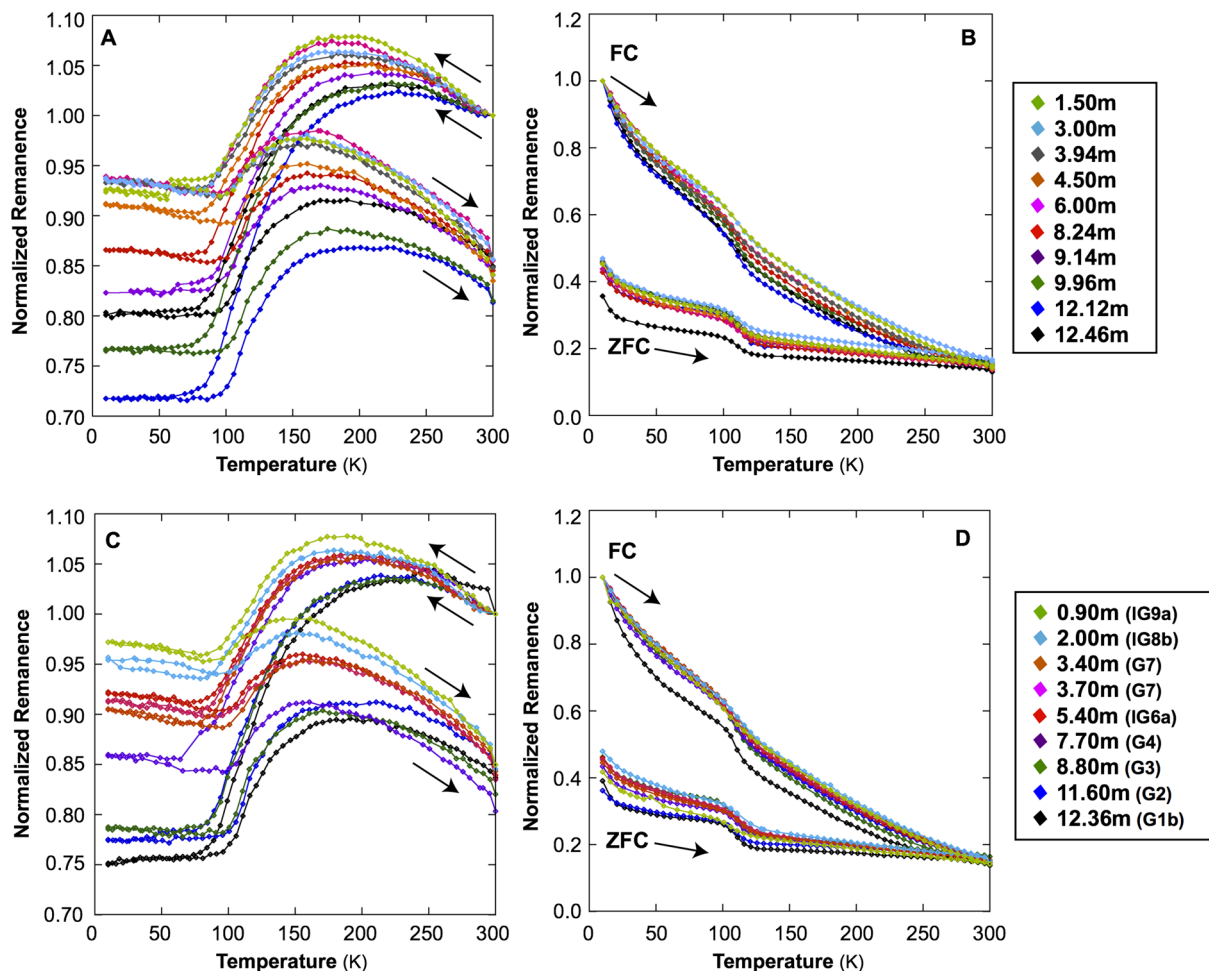 A
1.10
1.05
1.00
0.95
0.90
0.85
0.80
0.75
0.70
Normalized Remanence
0
50
100
150
200
250
300
Temperature (K)
B
FC
ZFC
1.2
1.0
0.8
0.6
0.4
0.2
0.0
Normalized Remanence
0
50
100
150
200
250
300
Temperature (K)
1.50m
3.00m
3.94m
4.50m
6.00m
8.24m
9.14m
9.96m
12.12m
12.46m
C
1.10
1.05
1.00
0.95
0.90
0.85
0.80
0.75
0.70
Normalized Remanence
0
50
100
150
200
250
300
Temperature (K)
D
FC
ZFC
1.2
1.0
0.8
0.6
0.4
0.2
0.0
Normalized Remanence
0
50
100
150
200
250
300
Temperature (K)
0.90m (IG9a)
2.00m (IG8b)
3.40m (G7)
3.70m (G7)
5.40m (IG6a)
7.70m (G4)
8.80m (G3)
11.60m (G2)
12.36m (G1b)